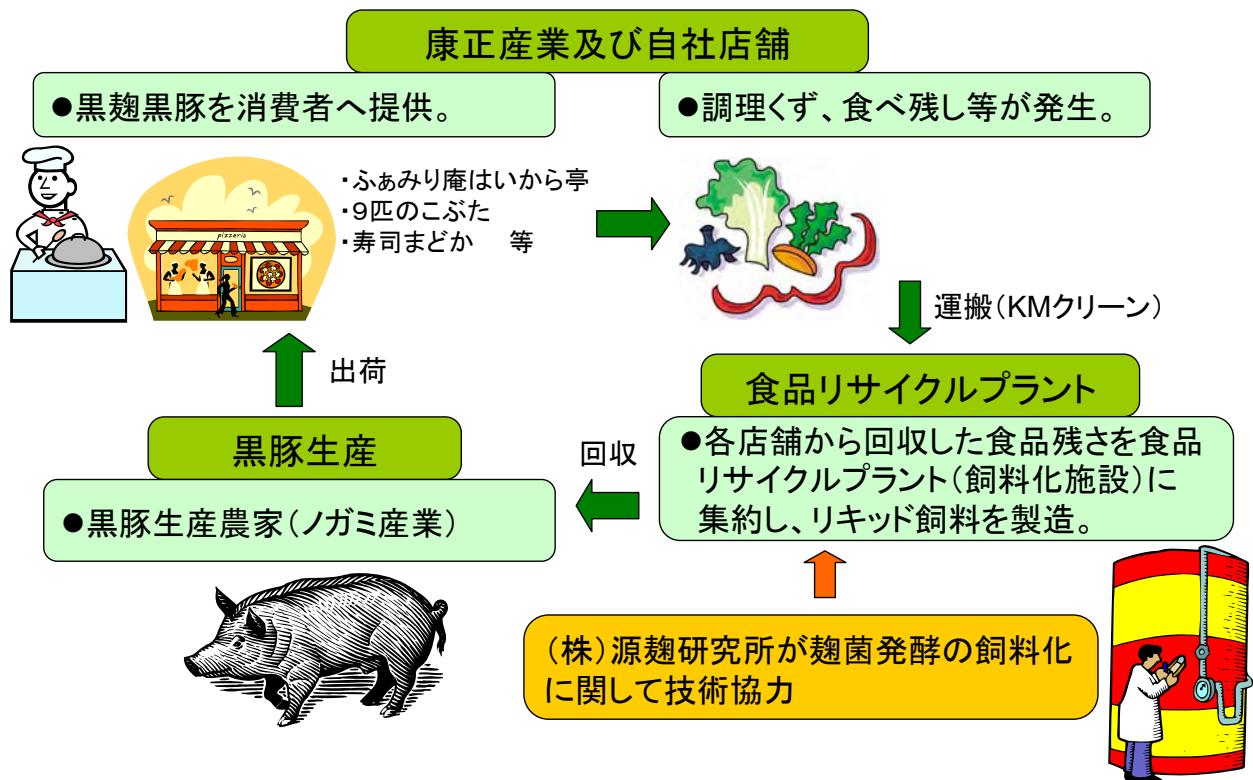 康正産業及び自社店舗
●黒麹黒豚を消費者へ提供。
●調理くず、食べ残し等が発生。
・ふぁみり庵はいから亭
・9匹のこぶた
・寿司まどか　等
pizzeria
運搬(KMクリーン)
出荷
食品リサイクルプラント
●各店舗から回収した食品残さを食品
リサイクルプラント(飼料化施設)に
集約し、リキッド飼料を製造。
回収
黒豚生産
●黒豚生産農家(ノガミ産業)
(株)源麹研究所が麹菌発酵の飼料化
に関して技術協力